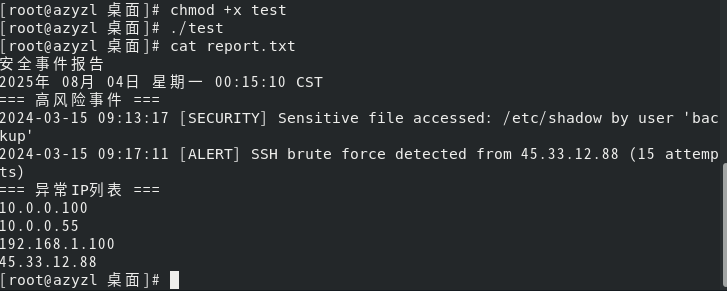 [root@azyzl 桌面]# chmod +x test
[root@azyzl 桌面]# ./test
[root@azyzl 桌面]# cat report.txt
安全事件报告
2025年 08月 04日 星期一 00:15:10 CST
=== 高风险事件 ===
2024-03-15 09:13:17 [SECURITY] Sensitive file accessed: /etc/shadow by user 'bac
kup'
2024-03-15 09:17:11 [ALERT] SSH brute force detected from 45.33.12.88 (15 attemp
ts)
=== 异常IP列表 ===
10.0.0.100
10.0.0.55
192.168.1.100
45.33.12.88
[root@azyzl 桌面]#